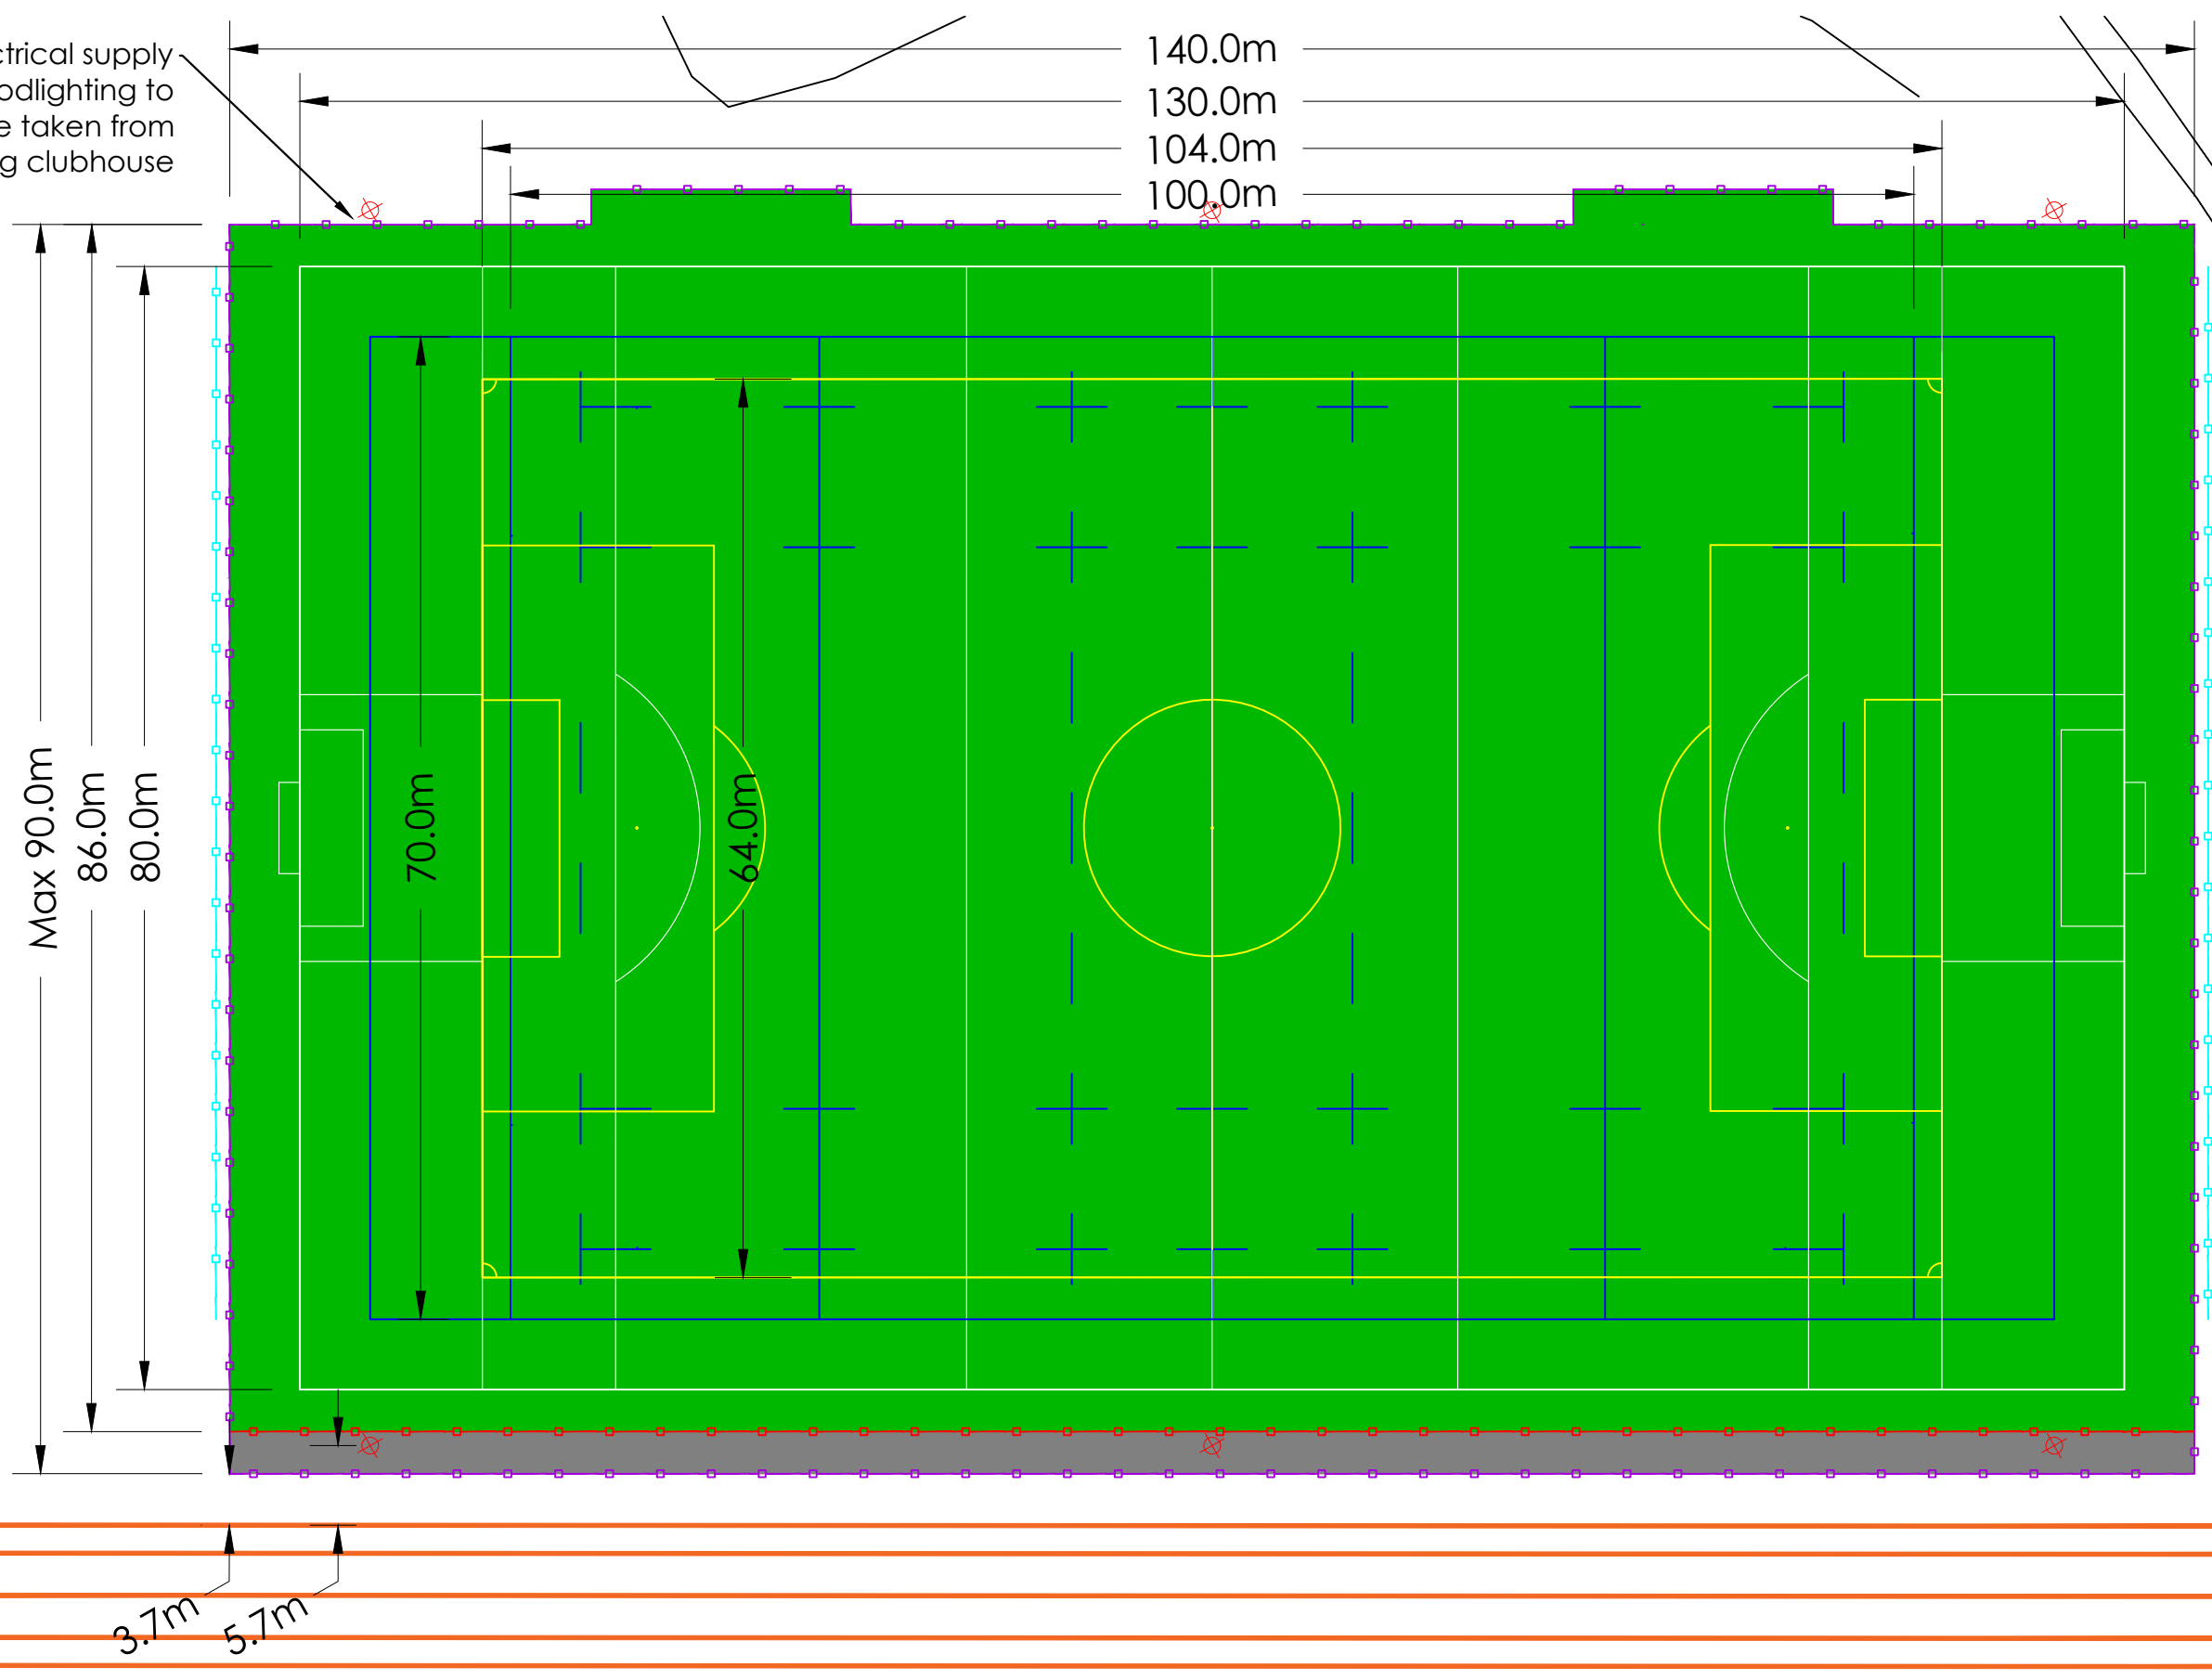 ctrical supply
odlighting to
e taken from
g clubhouse
140.0m
130.0m
104.0m
100.0m
Max 90.0m
86.0m
80.0m
70.0m
64.0m
3.7m
5.7m